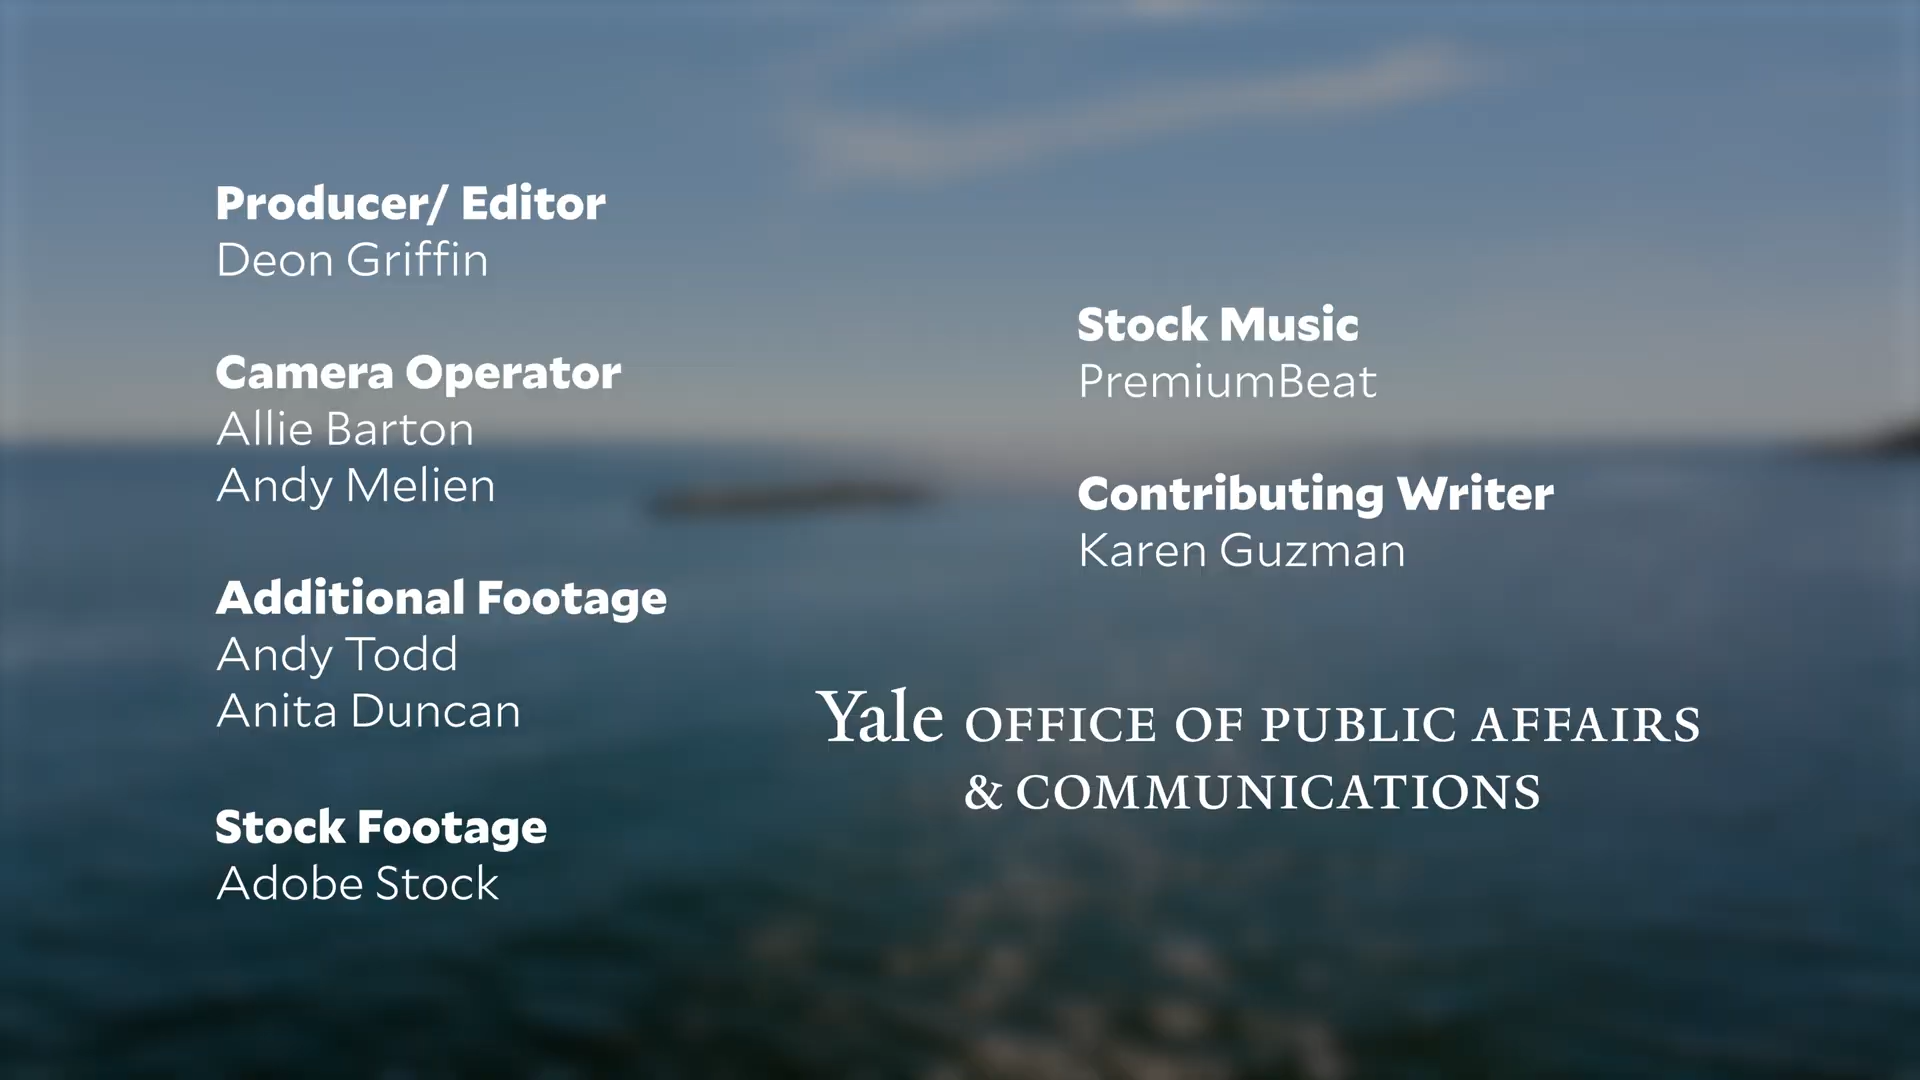 Producer/ Editor
Deon Griffin
Camera Operator
Allie Barton
Andy Melien
Additional Footage
Andy Todd
Anita Duncan
Stock Footage
Adobe Stock
Stock Music
PremiumBeat
Contributing Writer
Karen Guzman
Yale OFFICE OF PUBLIC AFFAIRS
& COMMUNICATIONS